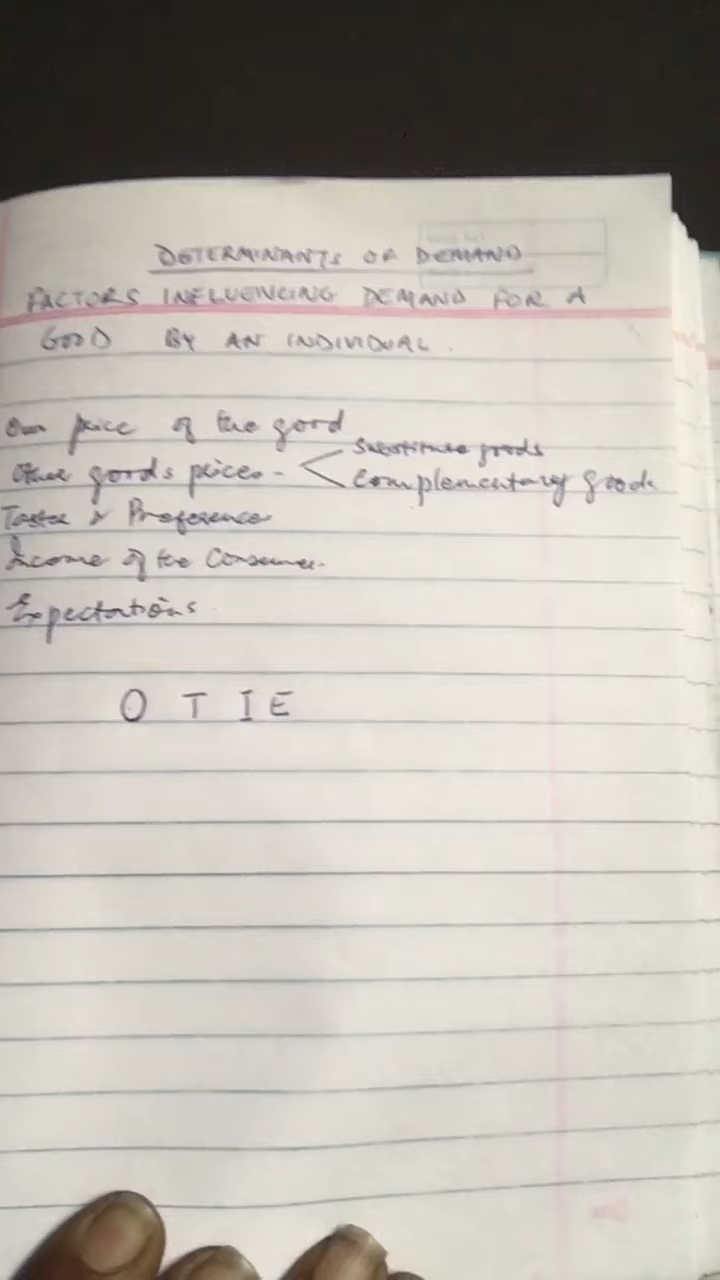 DETERMINANTS OF DEMAND
FACTORS INFLUENCING DEMAND FOR A
GOOD BY AN INDIVIDUAL.
Own price of the good
Other goods prices - < Substitute goods
Complementary goods
Tastes & Preference
Income of the Consumer.
Expectations.
O T I E